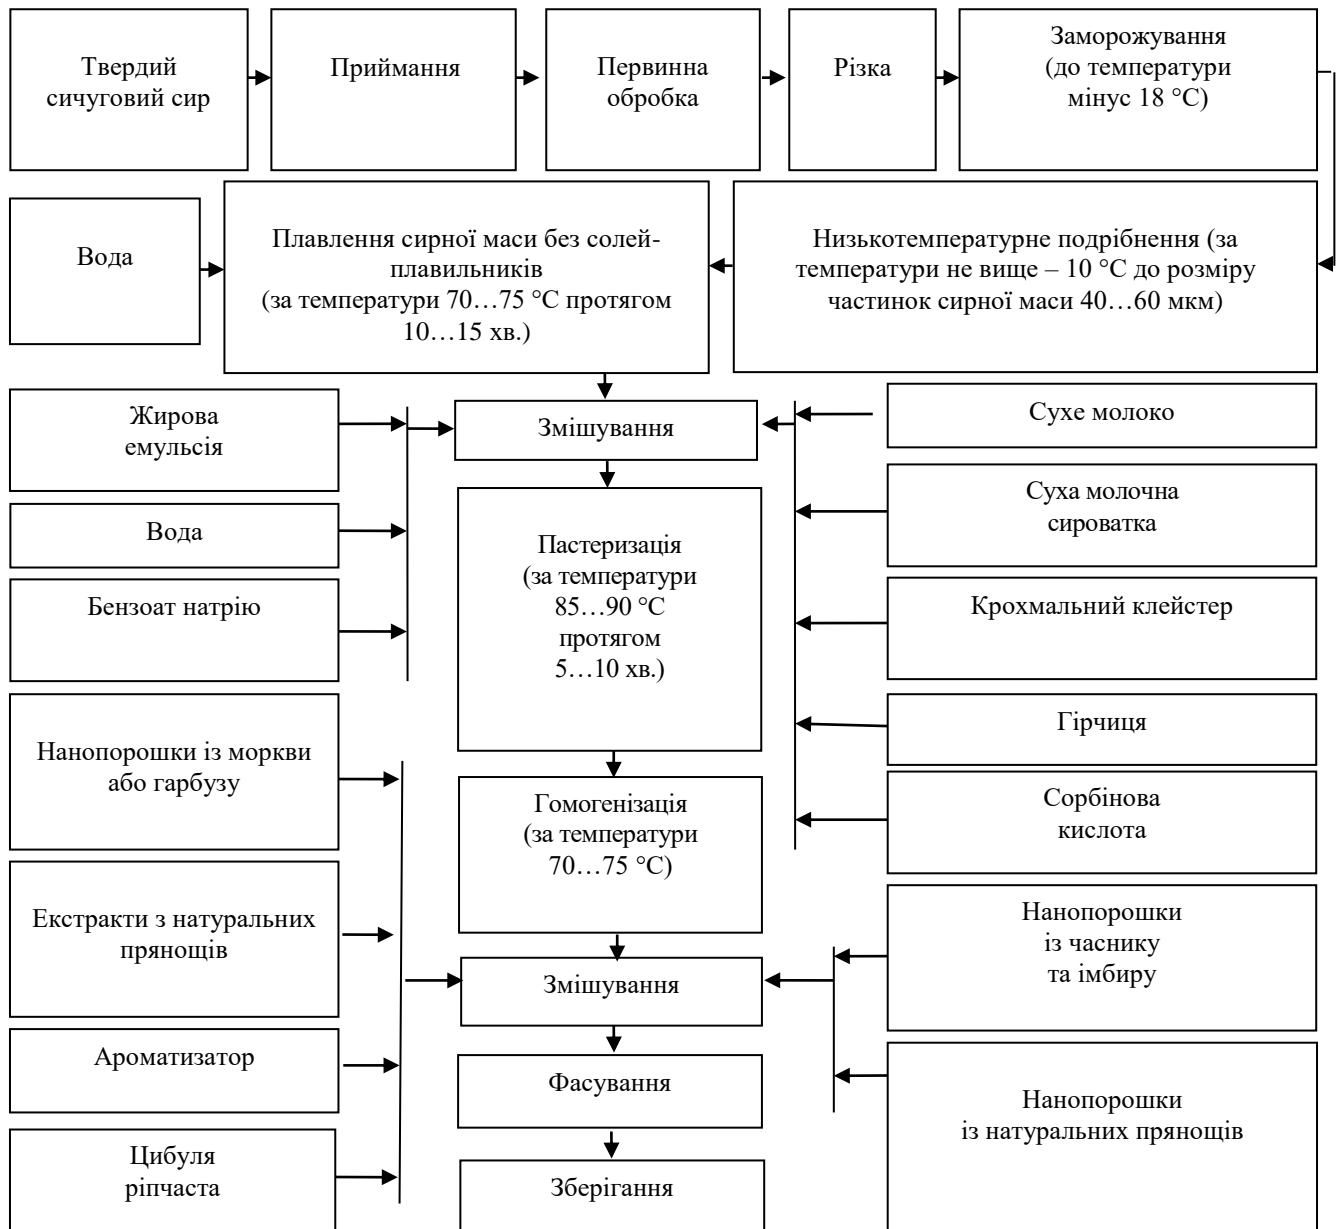 Твердий
сичуговий сир
Приймання
Первинна
обробка
Різка
Заморожування
(до температури
мінус 18 °С)
Вода
Плавлення сирної маси без солей-
плавильників
(за температури 70…75 °С протягом
10…15 хв.)
Низькотемпературне подрібнення (за
температури не вище – 10 °С до розміру
частинок сирної маси 40…60 мкм)
Жирова
емульсія
Змішування
Сухе молоко
Вода
Суха молочна
сироватка
Бензоат натрію
Пастеризація
(за температури
85…90 °С
протягом
5…10 хв.)
Крохмальний клейстер
Гірчиця
Нанопорошки із моркви
або гарбузу
Гомогенізація
(за температури
70…75 °С)
Сорбінова
кислота
Екстракти з натуральних
прянощів
Нанопорошки
із часнику
та імбиру
Змішування
Ароматизатор
Фасування
Нанопорошки
із натуральних прянощів
Цибуля
ріпчаста
Зберігання